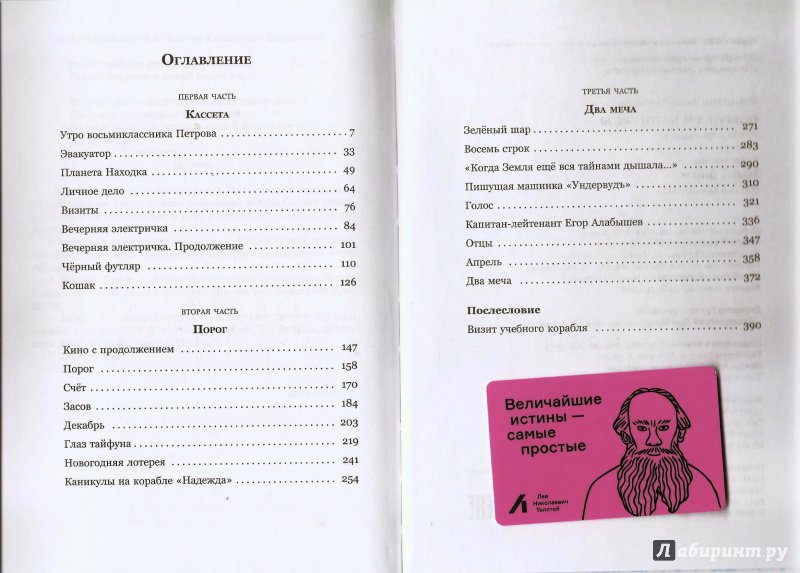 Оглавление
первая часть
Кассета
Утро восьмиклассника Петрова 7
Эвакуатор 33
Планета Находка 49
Личное дело 64
Визиты 76
Вечерняя электричка 84
Вечерняя электричка. Продолжение 101
Чёрный футляр 110
Кошак 126
вторая часть
Порог
Кино с продолжением 147
Порог 158
Счёт 170
Засов 184
Декабрь 203
Глаз тайфуна 219
Новогодняя лотерея 241
Каникулы на корабле «Надежда» 254
третья часть
Два меча
Зелёный шар 271
Восемь строк 283
«Когда Земля ещё вся тайнами дышала...» 290
Пишущая машинка «Ундервудъ» 310
Голос 321
Капитан-лейтенант Егор Алабышев 336
Отцы 347
Апрель 358
Два меча 372
Послесловие
Визит учебного корабля 390
Величайшие
истины —
самые
простые
Лев
Николаевич
Толстой
Лабиринт.ру